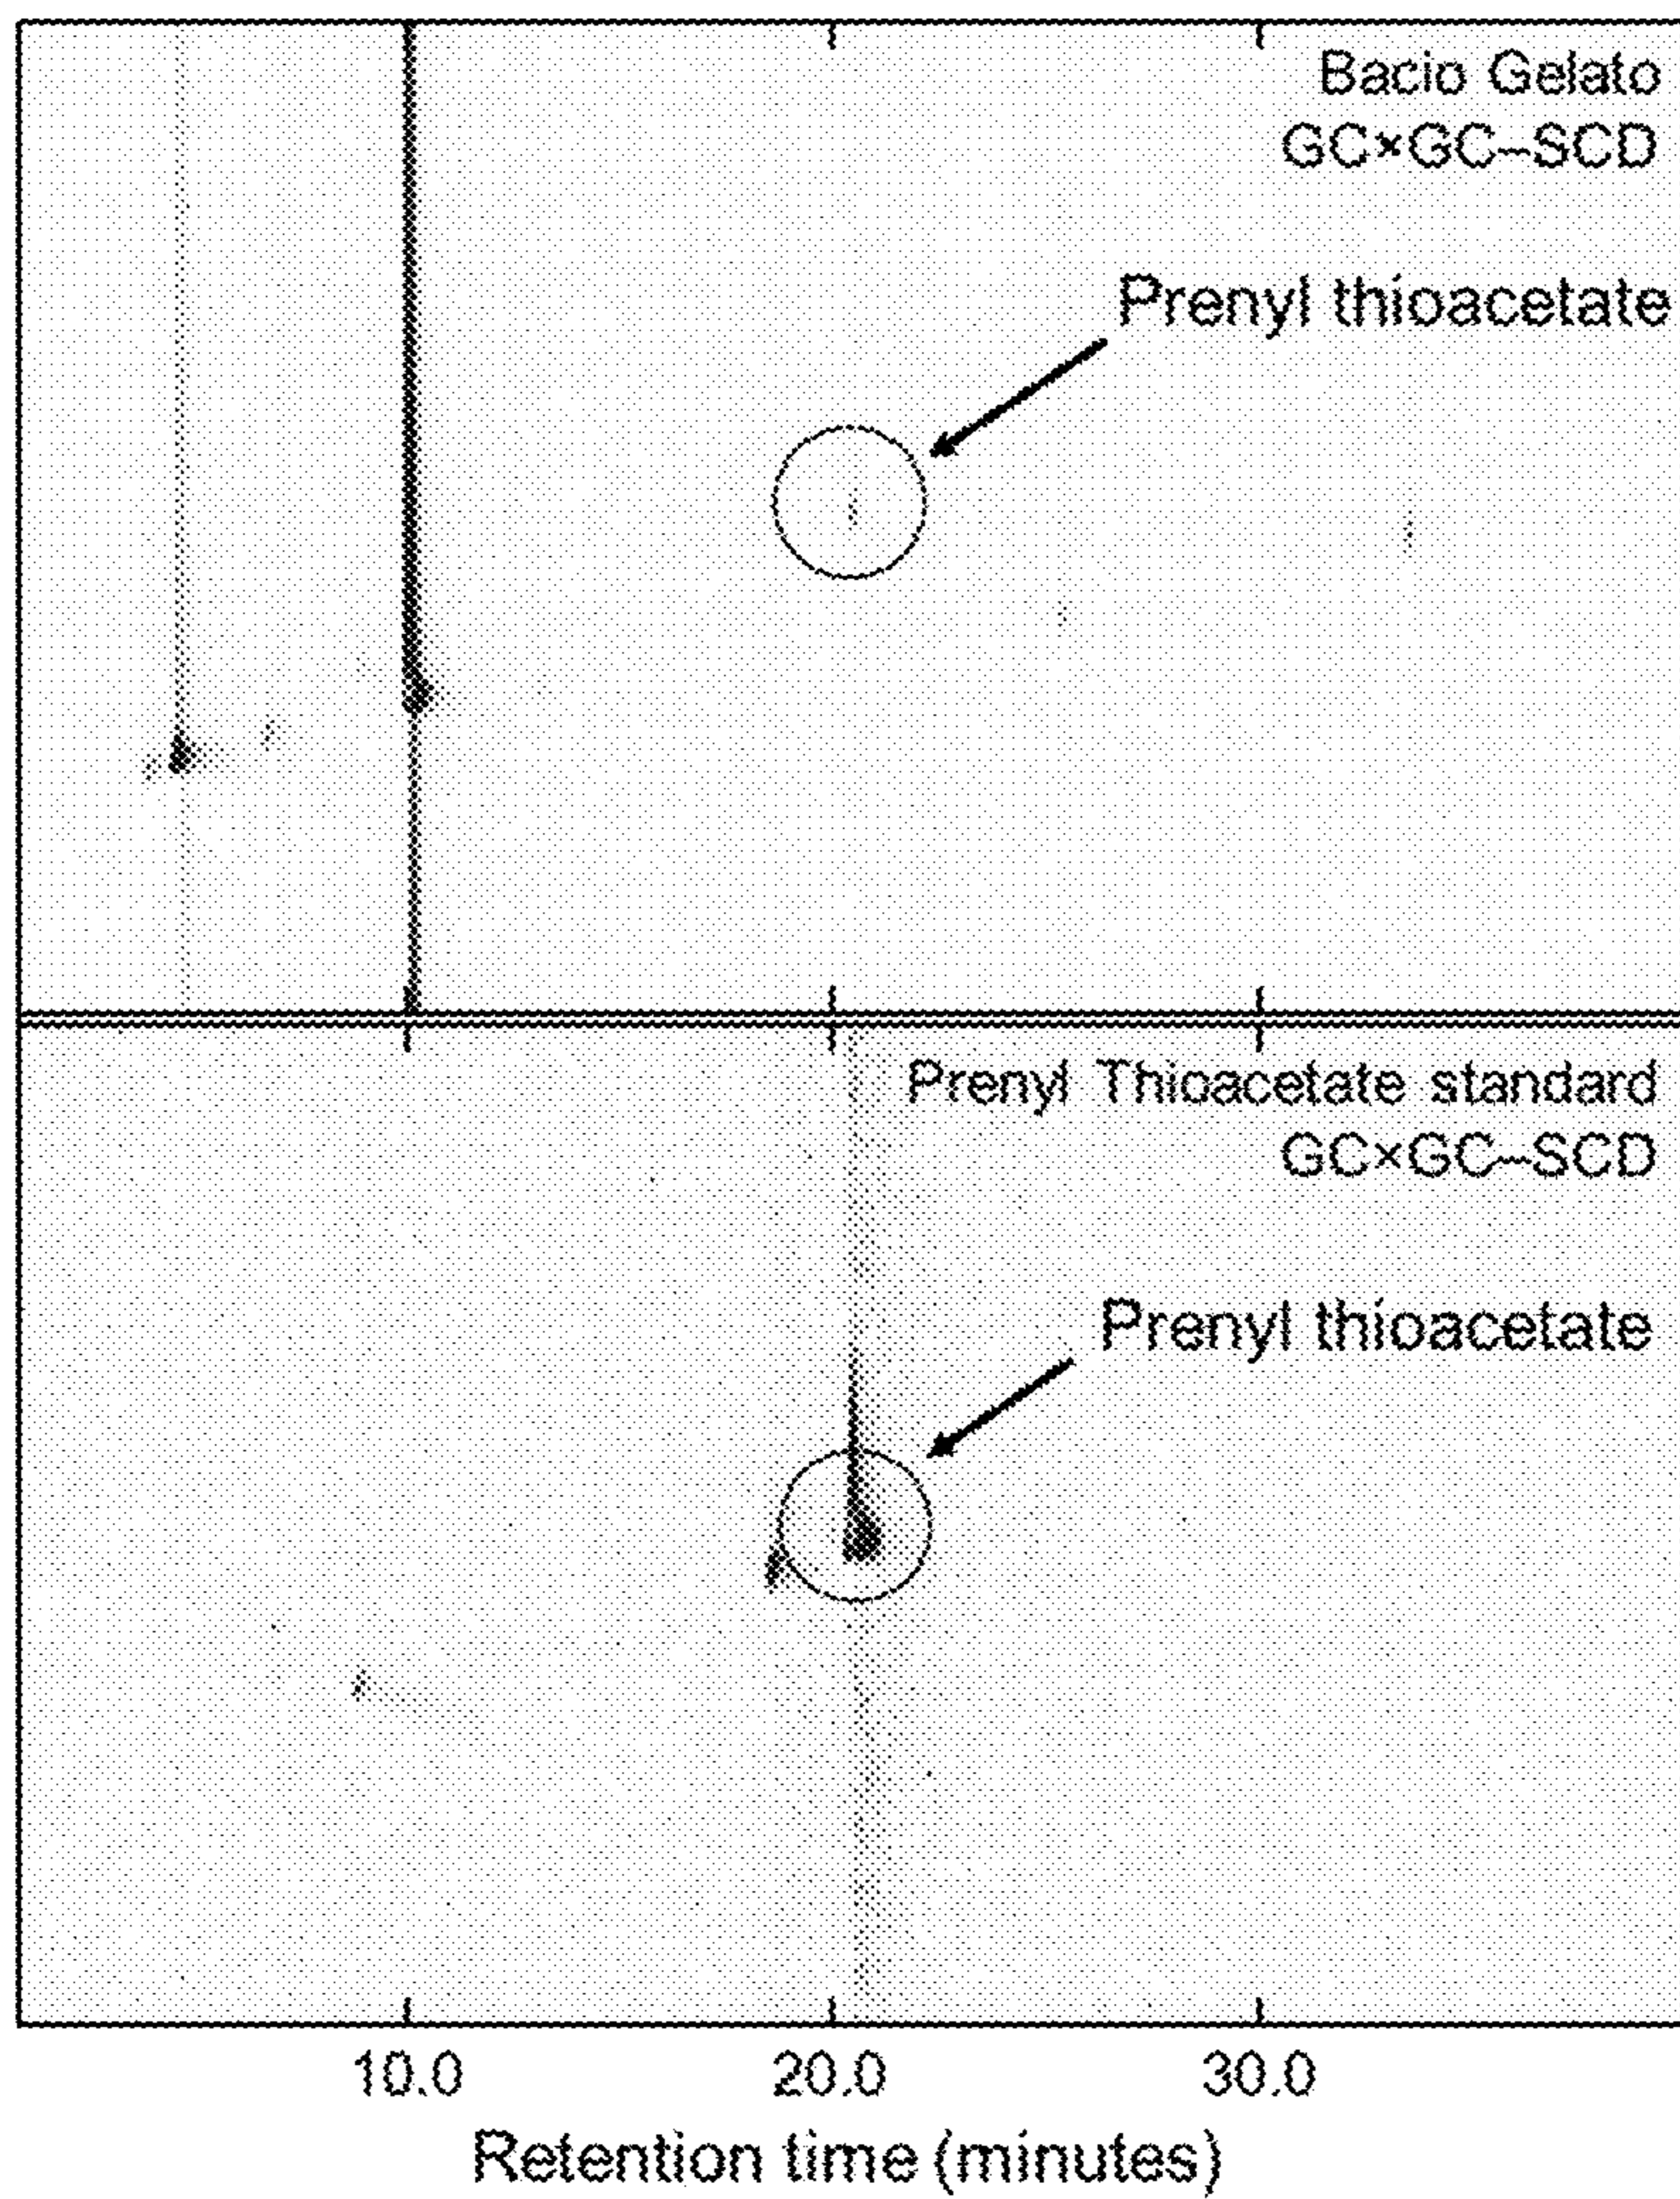 Bacio Gelato
GC×GC–SCD
Prenyl thioacetate
Prenyl Thioacetate standard
GC×GC–SCD
Prenyl thioacetate
10.0 20.0 30.0
Retention time (minutes)